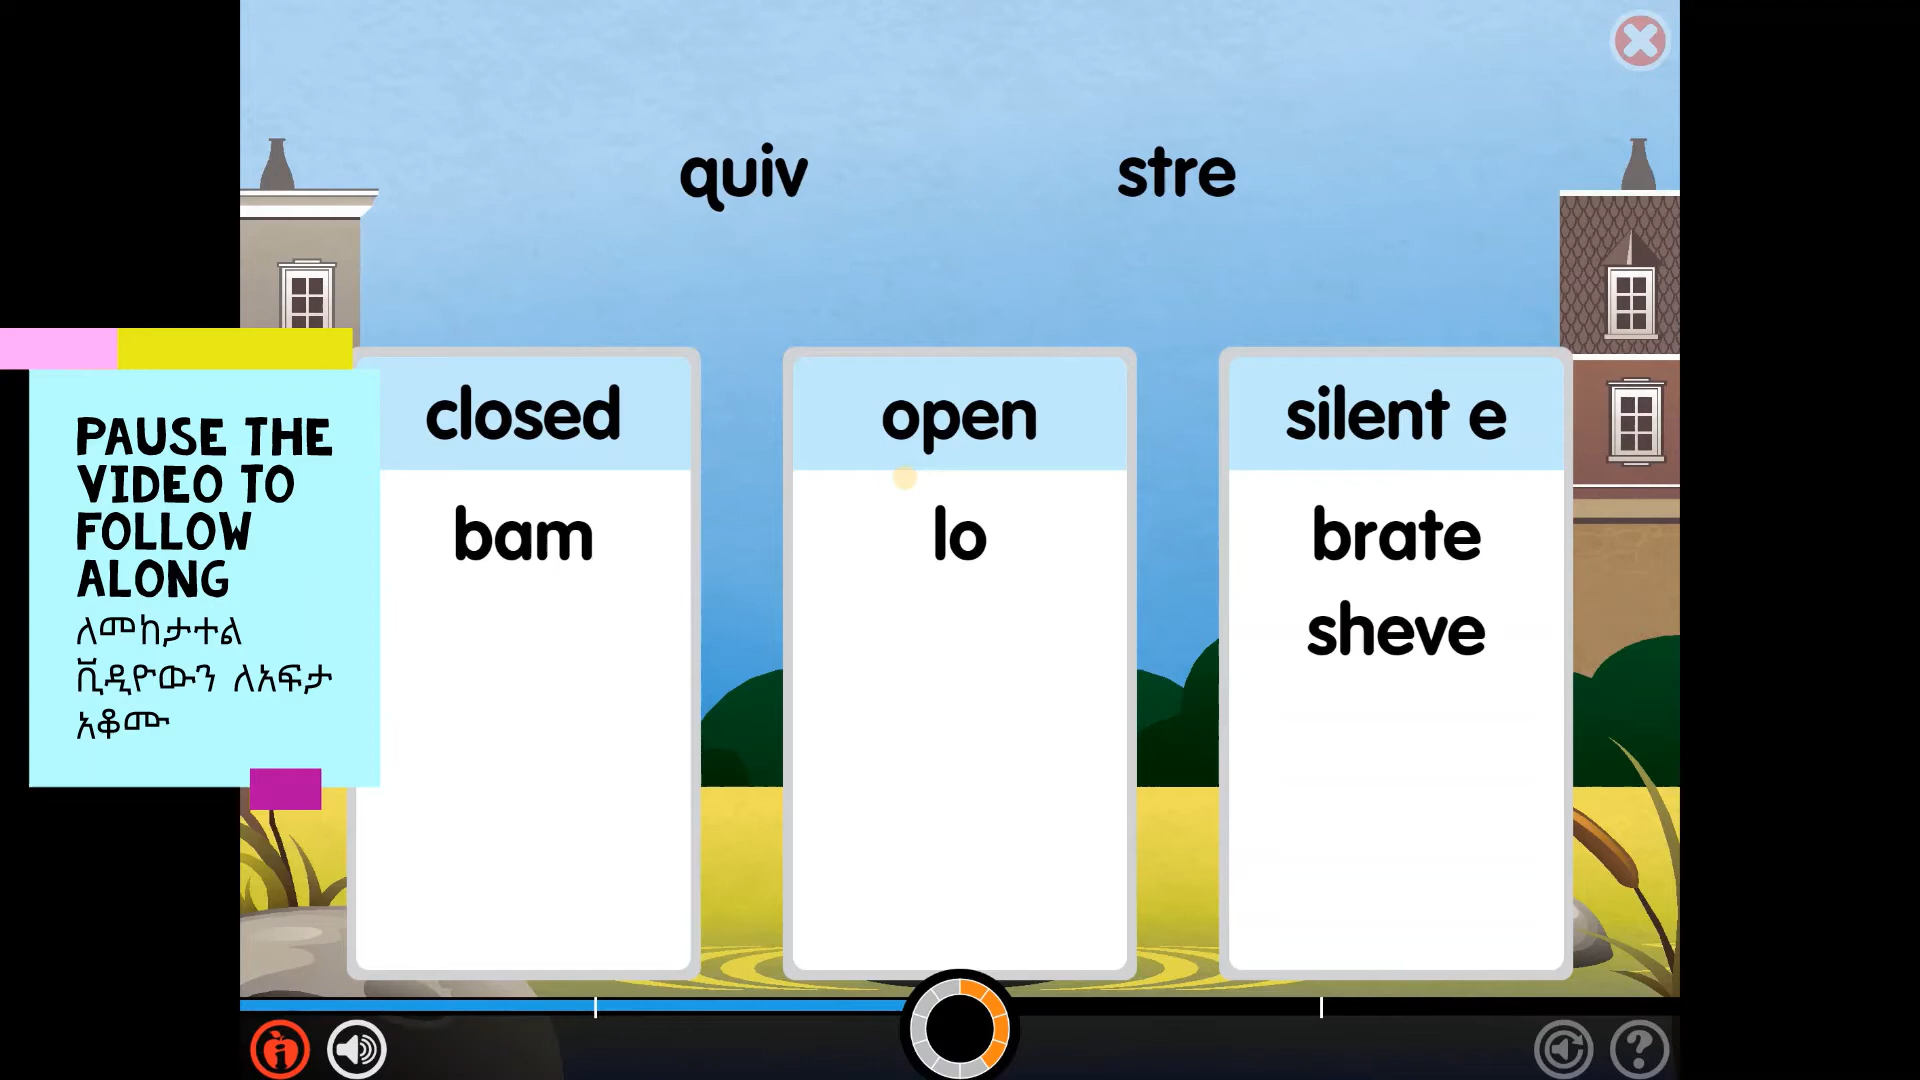 quiv
stre
closed
open
silent e
bam
lo
brate
sheve
PAUSE THE
VIDEO TO
FOLLOW
ALONG
ለመከታተል
ቪዲዮውን ለአፍታ
አቆሙ